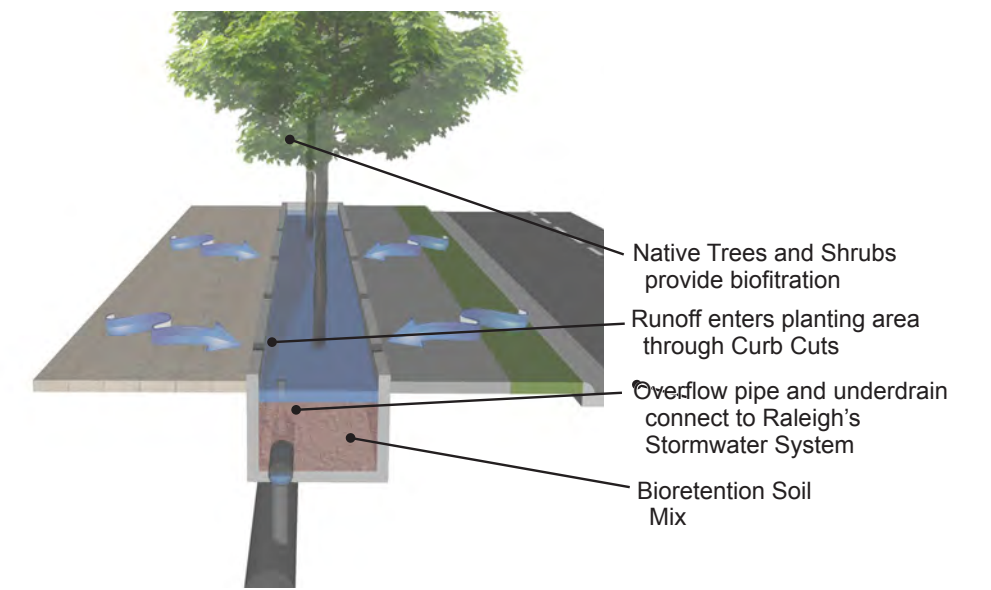 Native Trees and Shrubs
provide biofitration
Runoff enters planting area
through Curb Cuts
Overflow pipe and underdrain
connect to Raleigh's
Stormwater System
Bioretention Soil
Mix